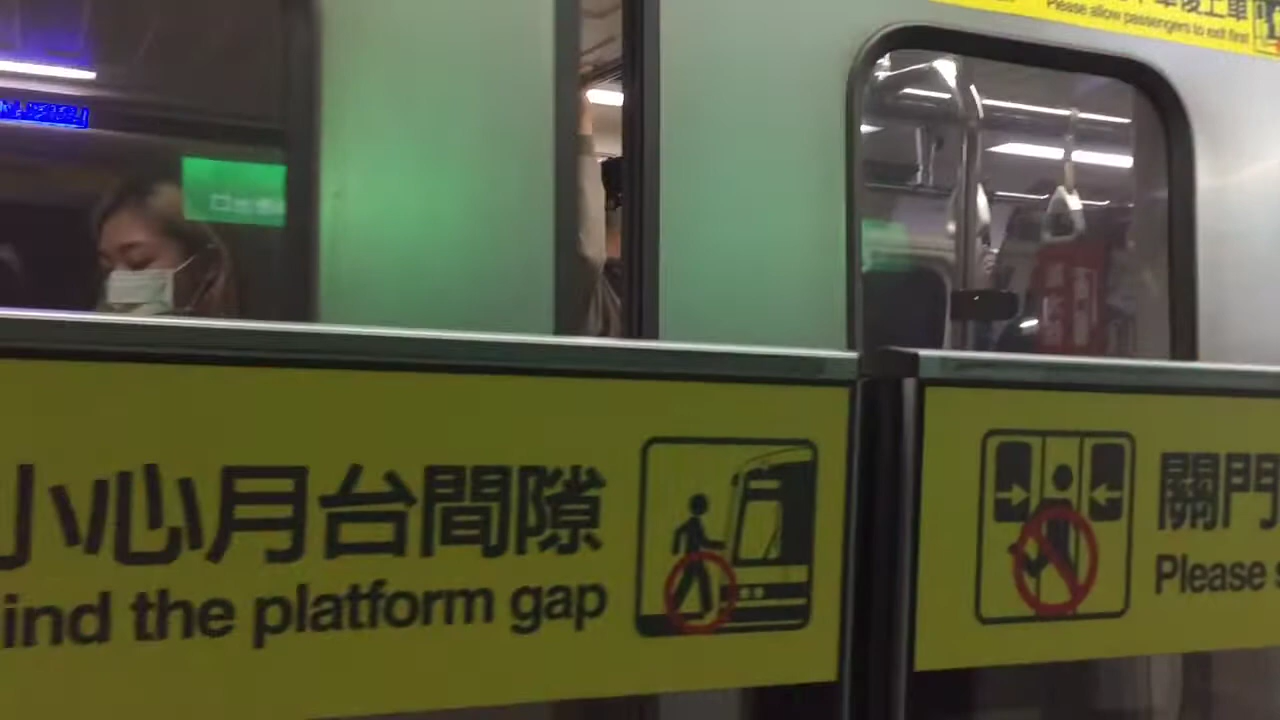 Please allow passengers to exit first
小心月台間隙
ind the platform gap
關門
Please